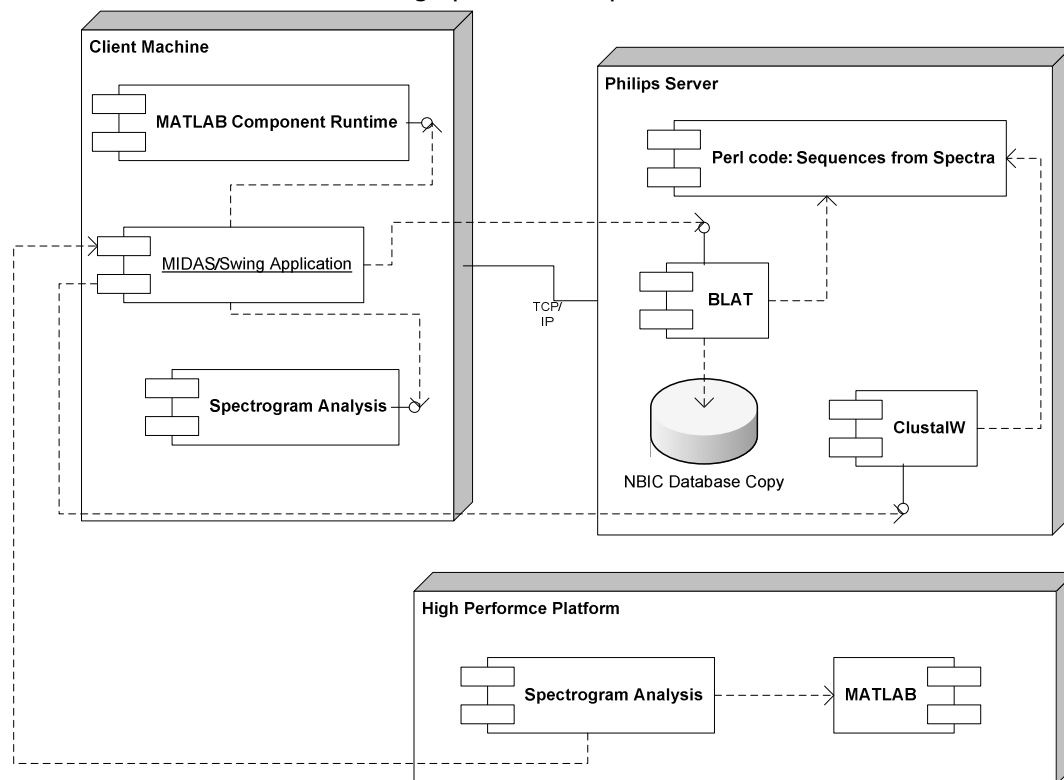 Client Machine
MATLAB Component Runtime
MIDAS/Swing Application
Spectrogram Analysis
TCP/
IP
Philips Server
Perl code: Sequences from Spectra
BLAT
NBIC Database Copy
ClustalW
High Performce Platform
Spectrogram Analysis
MATLAB